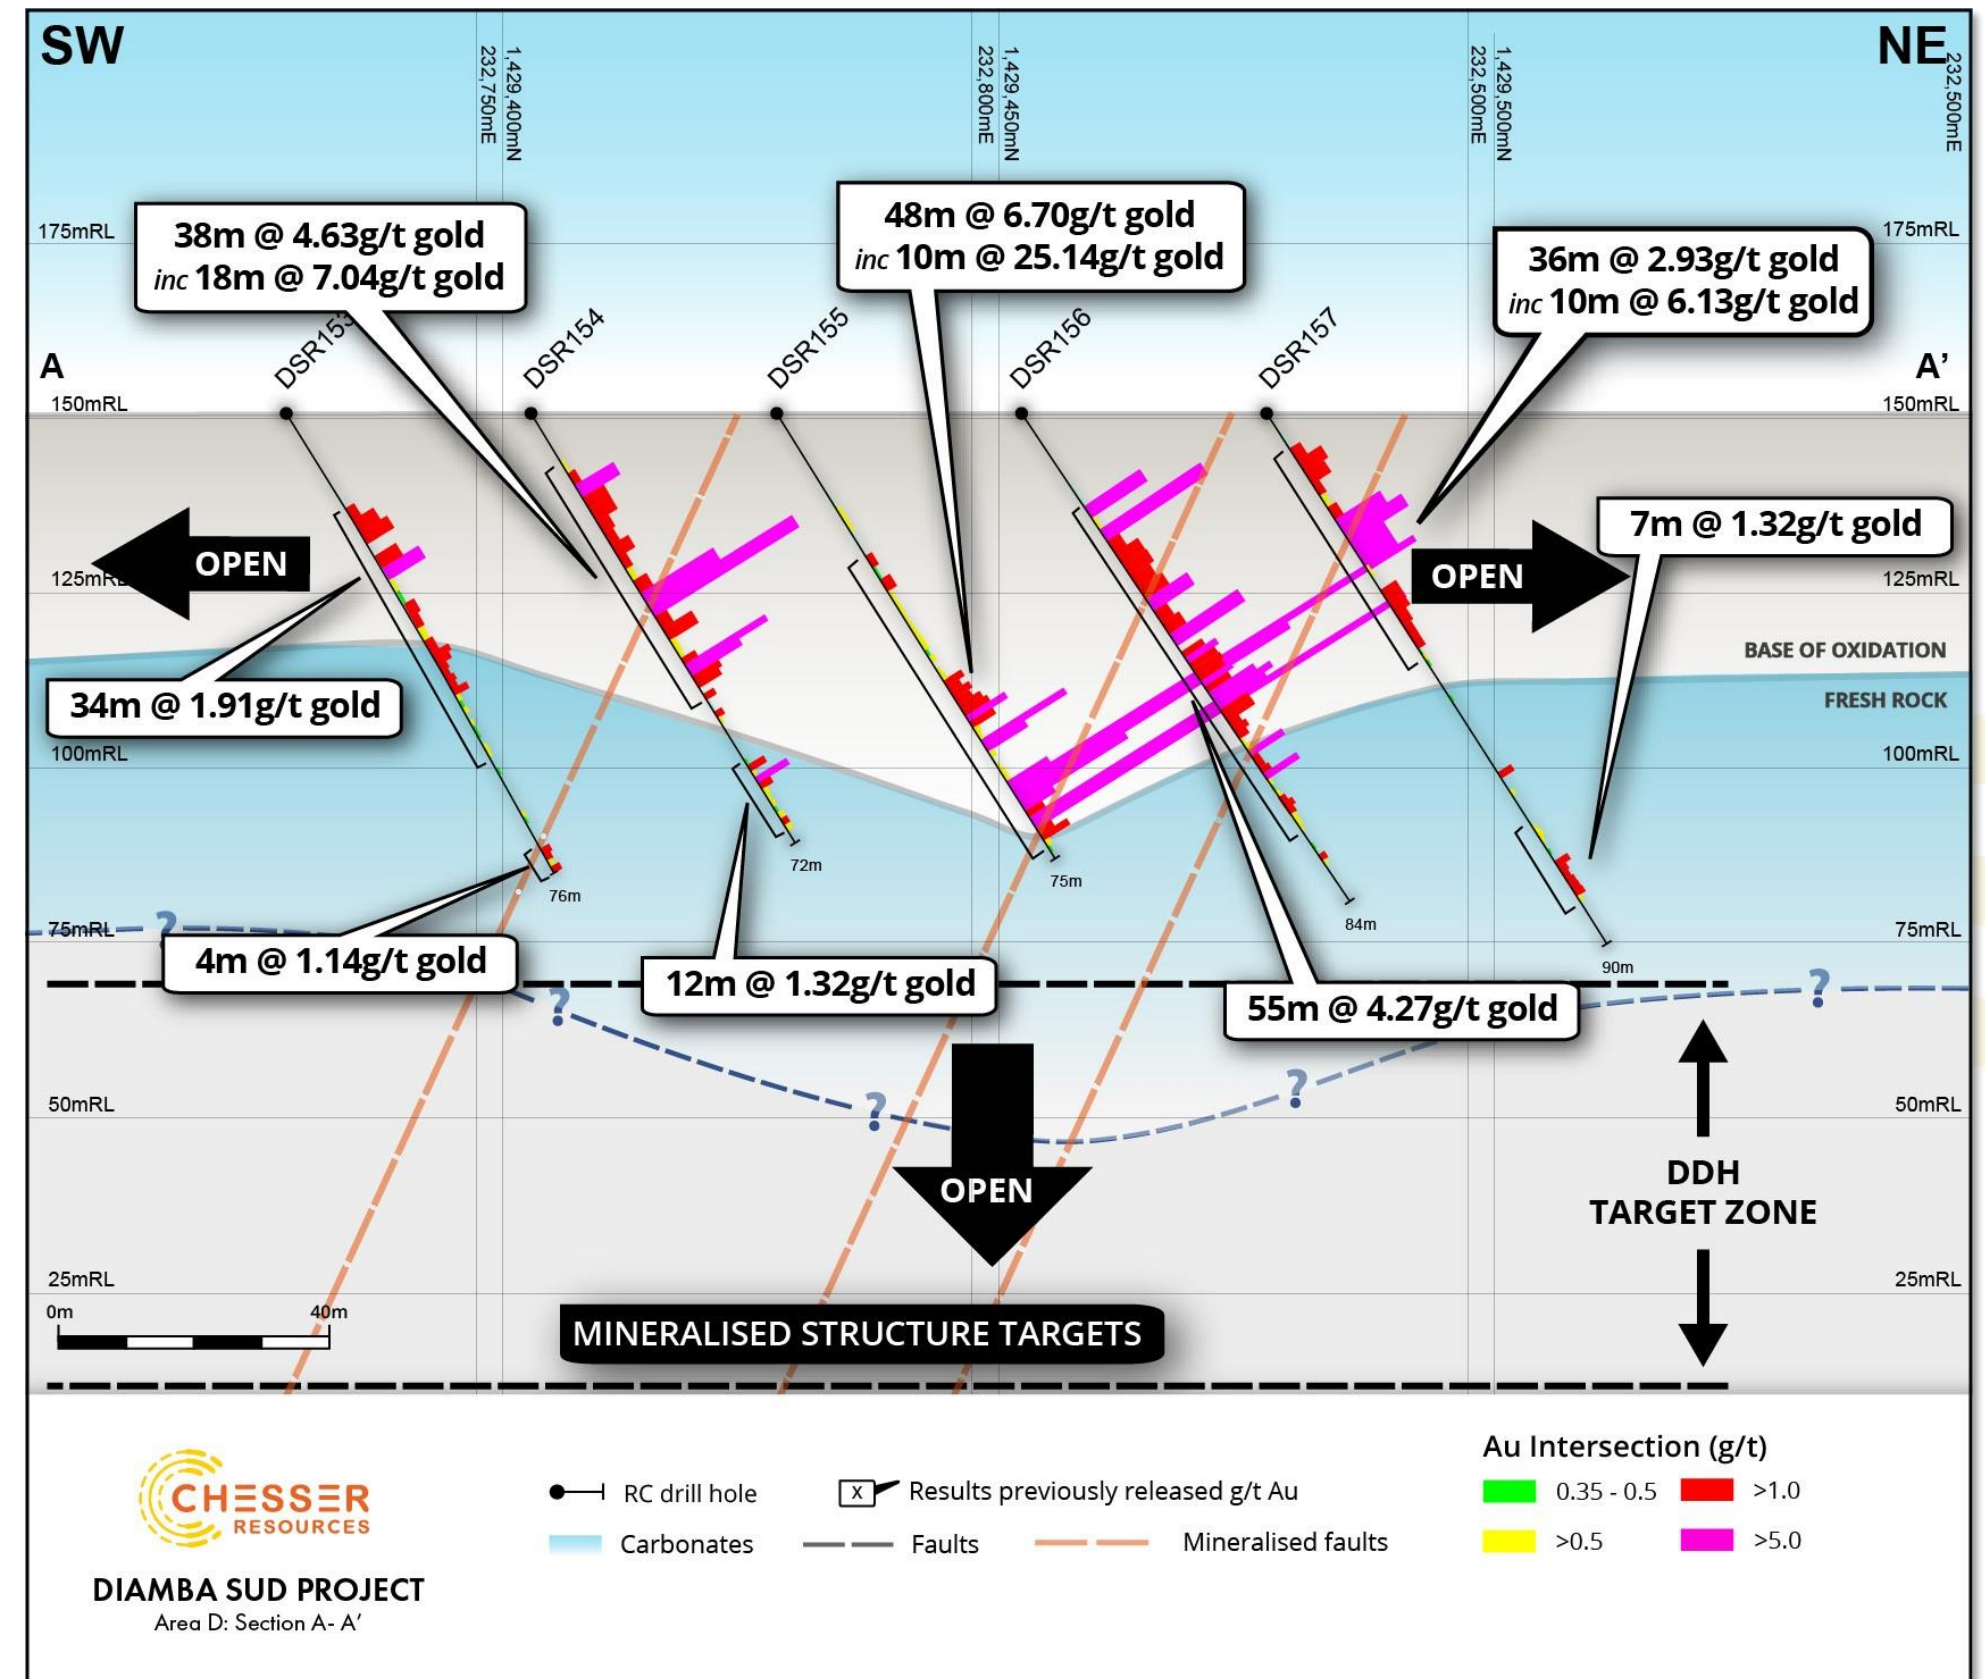 SW
NE
232,750mE
1,429,400mN
232,800mE
1,429,450mN
232,500mE
1,429,500mN
232,500mE
175mRL
175mRL
38m @ 4.63g/t gold
inc 18m @ 7.04g/t gold
48m @ 6.70g/t gold
inc 10m @ 25.14g/t gold
36m @ 2.93g/t gold
inc 10m @ 6.13g/t gold
DSR153
DSR154
DSR155
DSR156
DSR157
A
A’
150mRL
150mRL
7m @ 1.32g/t gold
OPEN
OPEN
125mRL
125mRL
BASE OF OXIDATION
FRESH ROCK
34m @ 1.91g/t gold
100mRL
100mRL
72m
75m
76m
84m
90m
?
75mRL
75mRL
4m @ 1.14g/t gold
12m @ 1.32g/t gold
55m @ 4.27g/t gold
?
?
?
?
50mRL
50mRL
OPEN
DDH
TARGET ZONE
25mRL
25mRL
0m
40m
MINERALISED STRUCTURE TARGETS
CHESSER
RESOURCES
DIAMBA SUD PROJECT
Area D: Section A- A’
RC drill hole
X
Results previously released g/t Au
Carbonates
Faults
Mineralised faults
Au Intersection (g/t)
0.35 - 0.5
>1.0
>0.5
>5.0